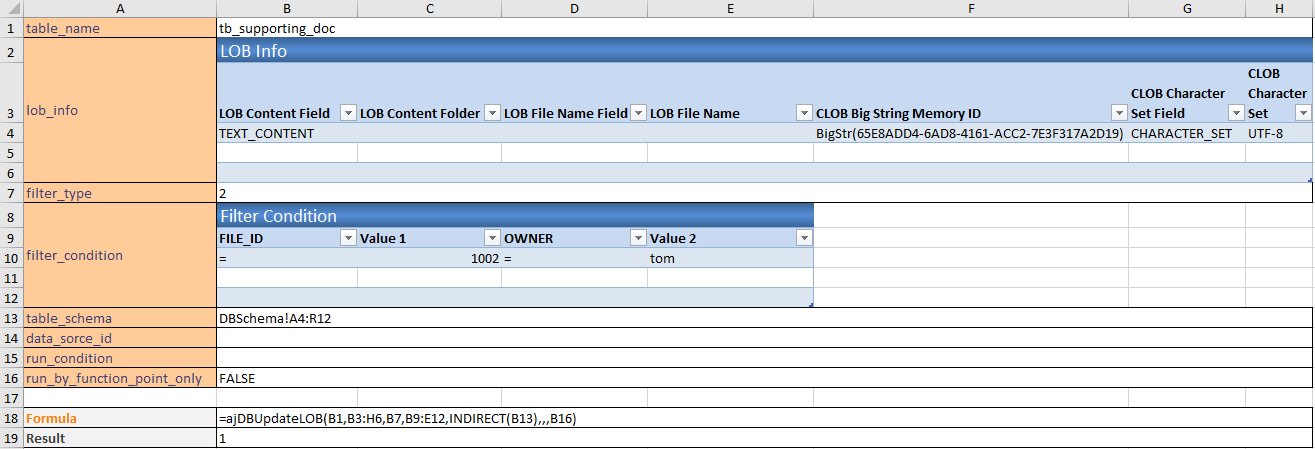 A B C D E F G H
1 table_name tb_supporting_doc
2 LOB Info
lob_info
CLOB
CLOB Character Character
3 LOB Content Field LOB Content Folder LOB File Name Field LOB File Name CLOB Big String Memory ID Set Field Set
4 TEXT_CONTENT BigStr(65E8ADD4-6AD8-4161-ACC2-7E3F317A2D19) CHARACTER_SET UTF-8
5
6
7 filter_type 2
8 Filter Condition
9 FILE_ID Value 1 OWNER Value 2
filter_condition
10 = 1002 = tom
11
12
13 table_schema DBSchema!A4:R12
14 data_sorce_id
15 run_condition
16 run_by_function_point_only FALSE
17
18 Formula =ajDBUpdateLOB(B1,B3:H6,B7,B9:E12,INDIRECT(B13),,,B16)
19 Result 1